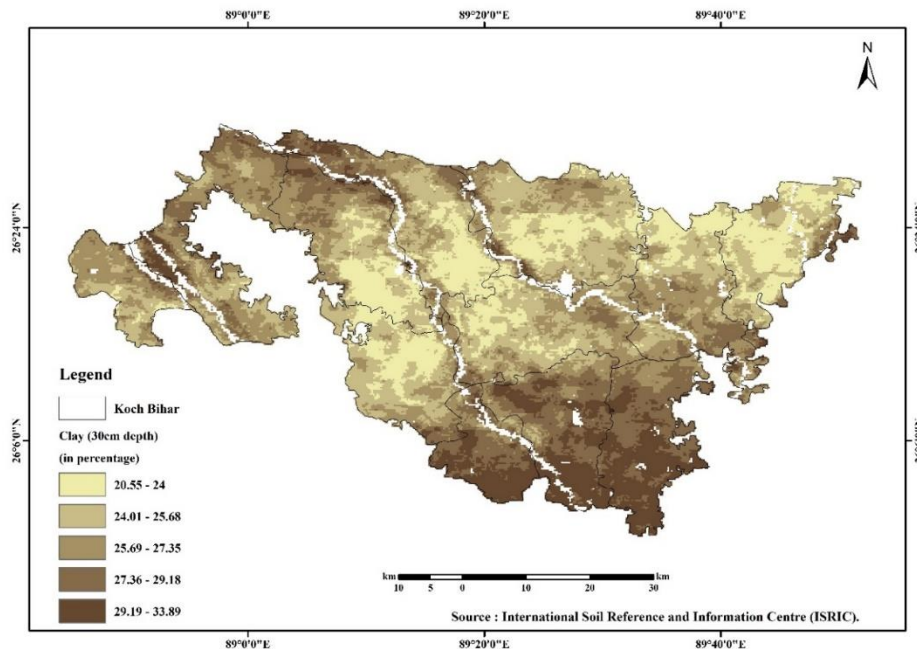 89°0'0"E 89°20'0"E 89°40'0"E
N
26°24'0"N
Legend
Koch Bihar
Clay (30cm depth)
(in percentage)
20.55 - 24
24.01 - 25.68
25.69 - 27.35
27.36 - 29.18
29.19 - 33.89
26°6'0"N
km km
10 5 0 10 20 30
Source : International Soil Reference and Information Centre (ISRIC).
89°0'0"E 89°20'0"E 89°40'0"E